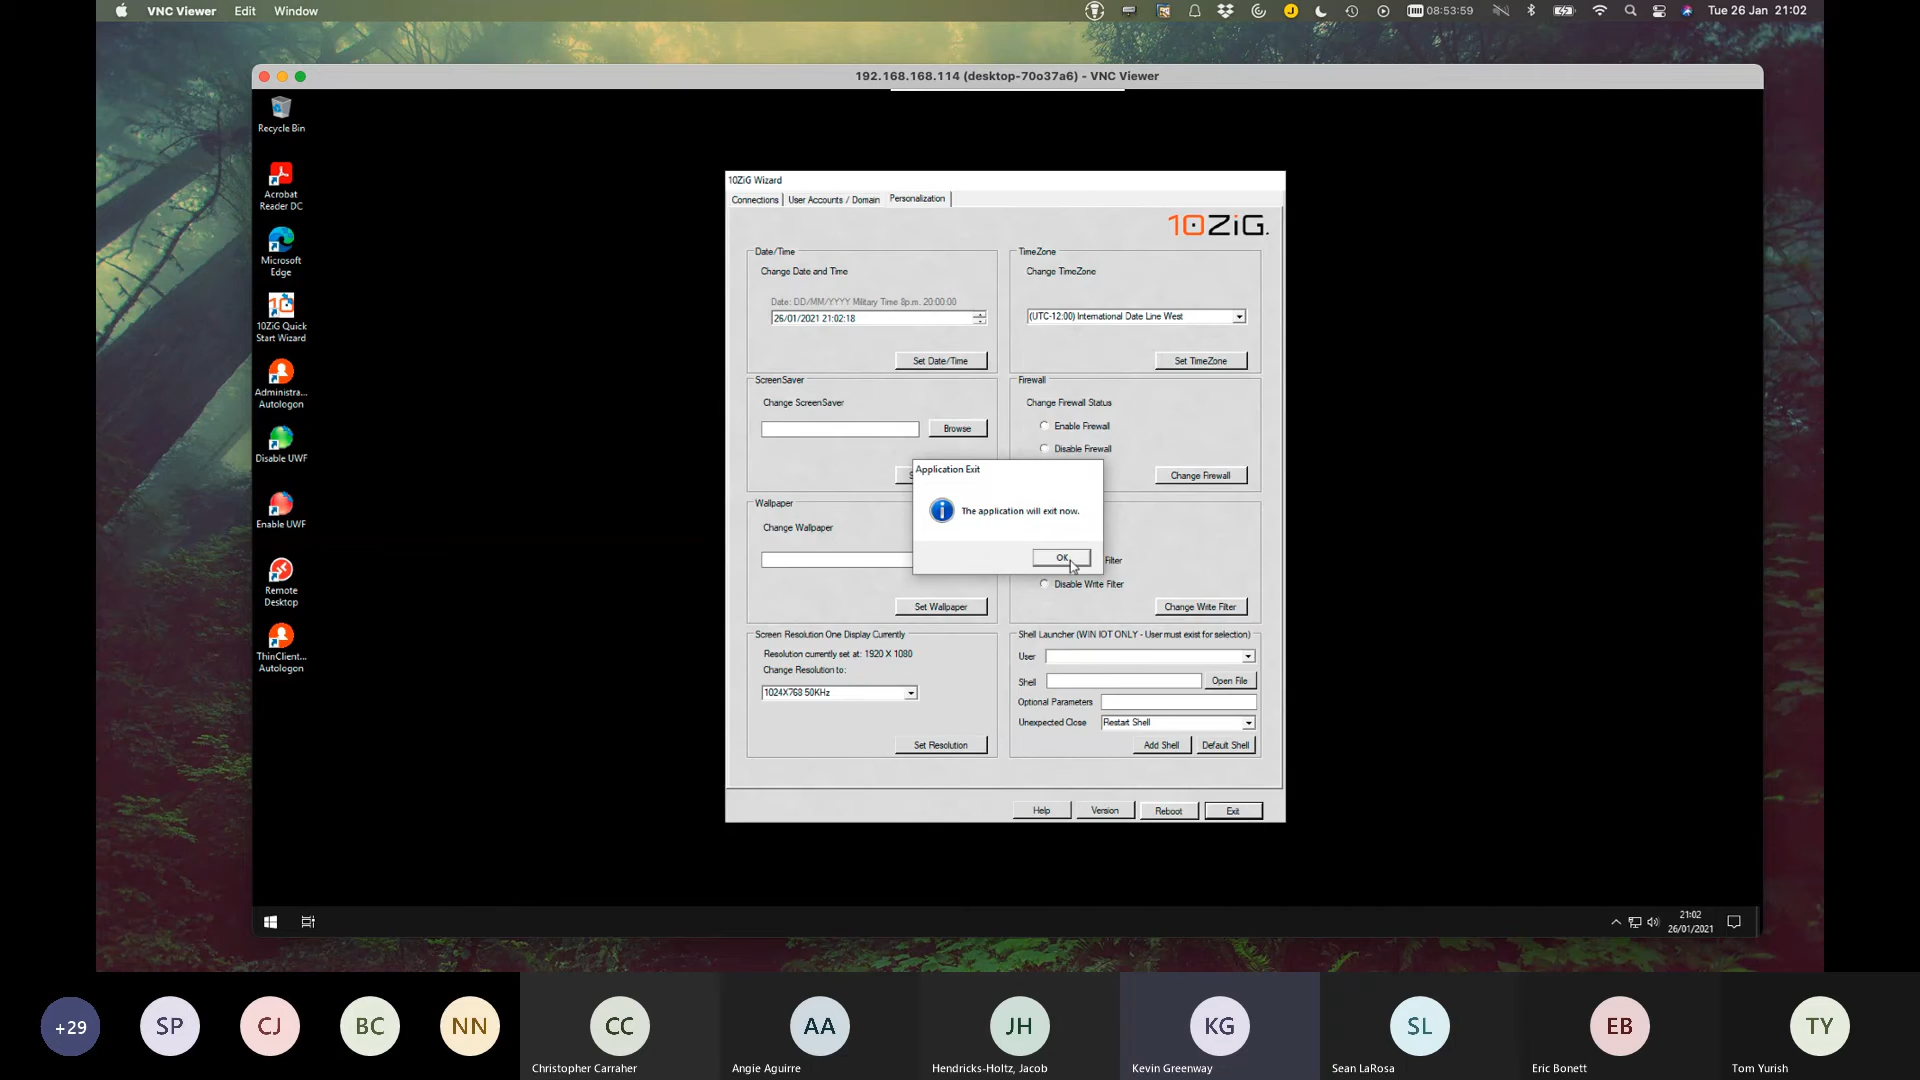 VNC Viewer Edit Window
08:53:59
Tue 26 Jan 21:02
192.168.168.114 (desktop-70o37a6) - VNC Viewer
Recycle Bin
Acrobat
Reader DC
Microsoft
Edge
10ZiG Quick
Start Wizard
Administra...
Autologon
Disable UWF
Enable UWF
Remote
Desktop
ThinClient...
Autologon
10ZiG Wizard
Connections User Accounts / Domain Personalization
10ZiG.
Date/Time
Change Date and Time
Date: DD/MM/YYYY Military Time 8p.m. 20:00:00
26/01/2021 21:02:18
Set Date/Time
TimeZone
Change TimeZone
(UTC-12:00) International Date Line West
Set TimeZone
ScreenSaver
Change ScreenSaver
Browse
Firewall
Change Firewall Status
Enable Firewall
Disable Firewall
Change Firewall
Application Exit
The application will exit now.
OK
Wallpaper
Change Wallpaper
Set Wallpaper
Filter
Disable Write Filter
Change Write Filter
Screen Resolution One Display Currently
Resolution currently set at: 1920 X 1080
Change Resolution to:
1024X768 50KHz
Set Resolution
Shell Launcher (WIN IOT ONLY - User must exist for selection)
User
Shell
Open File
Optional Parameters
Unexpected Close
Restart Shell
Add Shell
Default Shell
Help
Version
Reboot
Exit
21:02
26/01/2021
+29
SP
CJ
BC
NN
CC
Christopher Carraher
AA
Angie Aguirre
JH
Hendricks-Holtz, Jacob
KG
Kevin Greenway
SL
Sean LaRosa
EB
Eric Bonett
TY
Tom Yurish